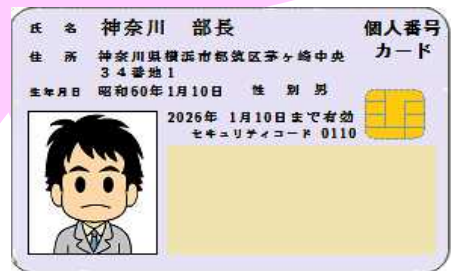 氏 名 神奈川 部長
個人番号
カード
住 所 神奈川県横浜市都筑区茅ヶ崎中央
34番地1
生年月日 昭和60年1月10日 性 別 男
2026年 1月10日まで有効
セキュリティコード 0110